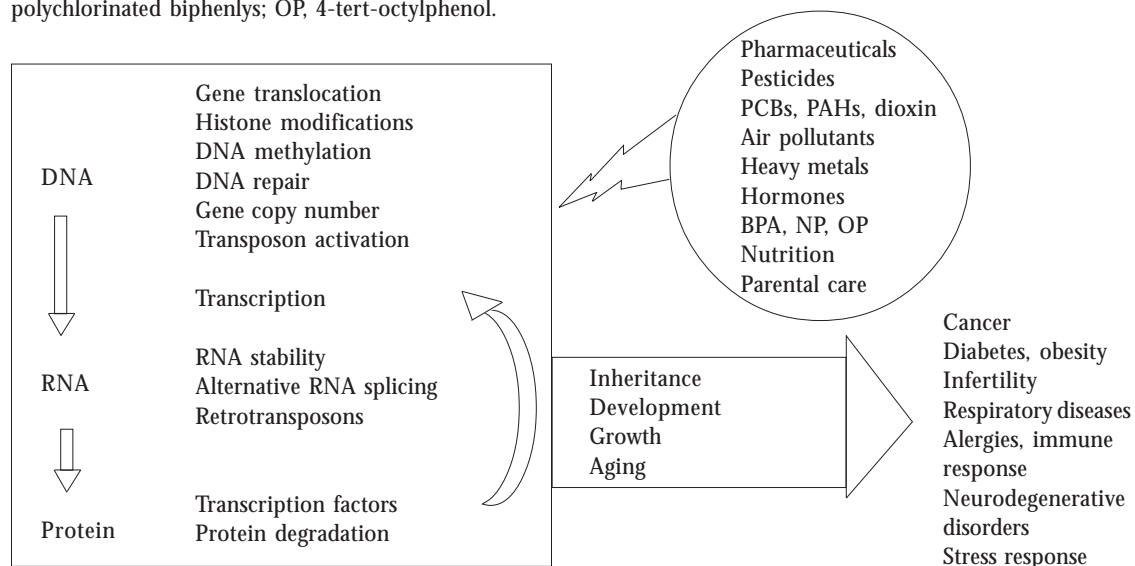 polychlorinated biphenlys; OP, 4-tert-octylphenol.
Gene translocation
Histone modifications
DNA methylation
DNA
DNA repair
Gene copy number
Transposon activation
Transcription
RNA stability
RNA
Alternative RNA splicing
Retrotransposons
Transcription factors
Protein
Protein degradation
Pharmaceuticals
Pesticides
PCBs, PAHs, dioxin
Air pollutants
Heavy metals
Hormones
BPA, NP, OP
Nutrition
Parental care
Inheritance
Development
Growth
Aging
Cancer
Diabetes, obesity
Infertility
Respiratory diseases
Alergies, immune
response
Neurodegenerative
disorders
Stress response